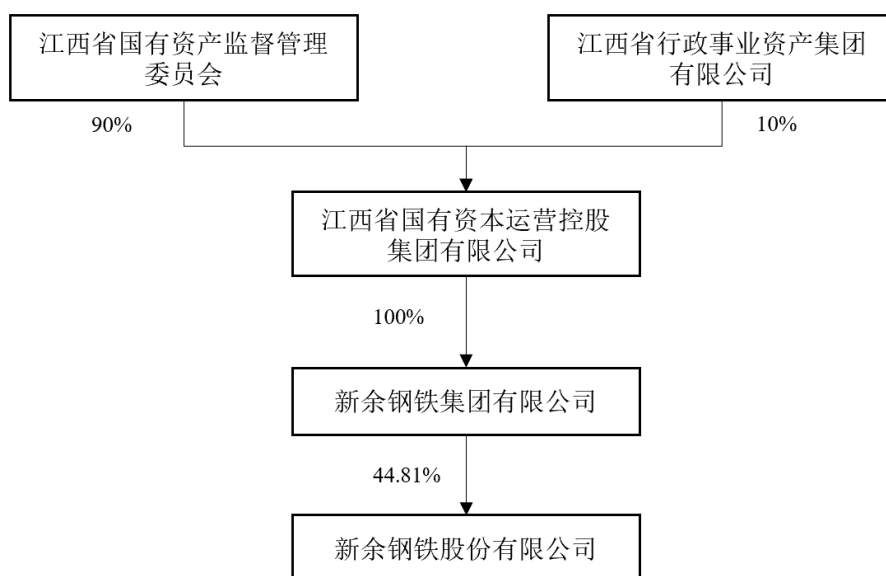 江西省国有资产监督管理
委员会
江西省行政事业资产集团
有限公司
90%
10%
江西省国有资本运营控股
集团有限公司
100%
新余钢铁集团有限公司
44.81%
新余钢铁股份有限公司